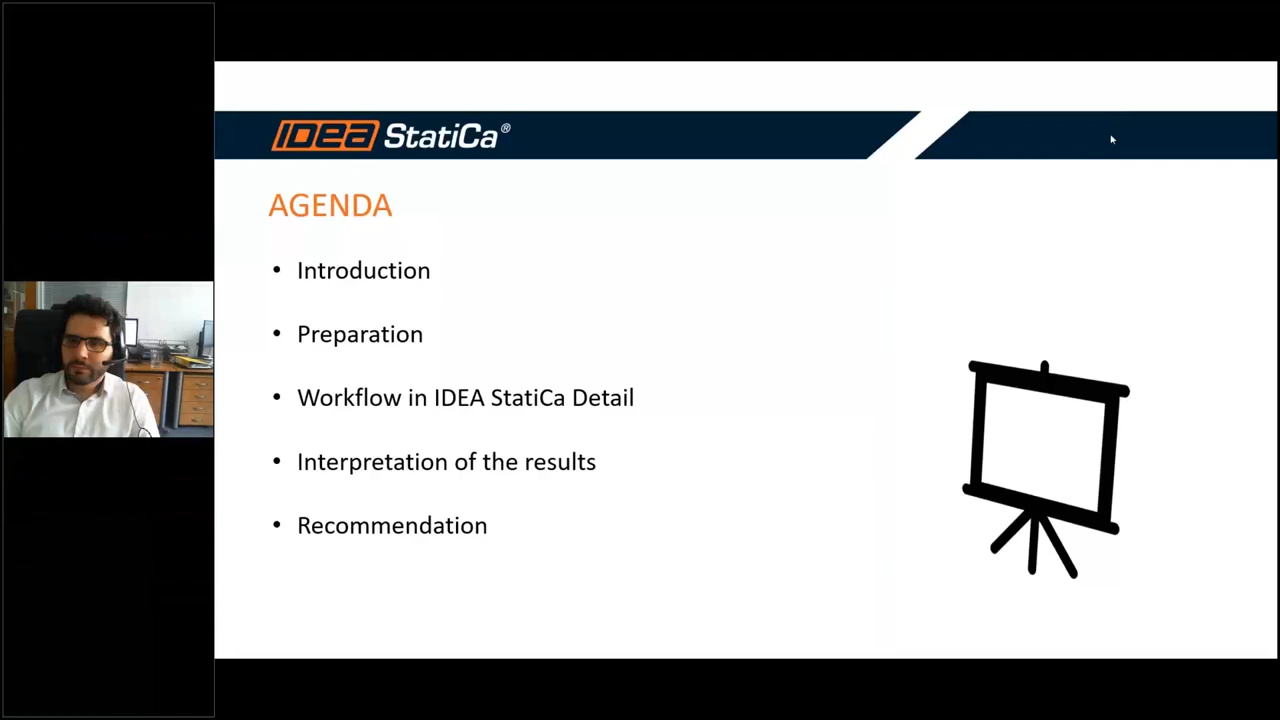 IDEA StatiCa®
AGENDA
• Introduction
• Preparation
• Workflow in IDEA StatiCa Detail
• Interpretation of the results
• Recommendation